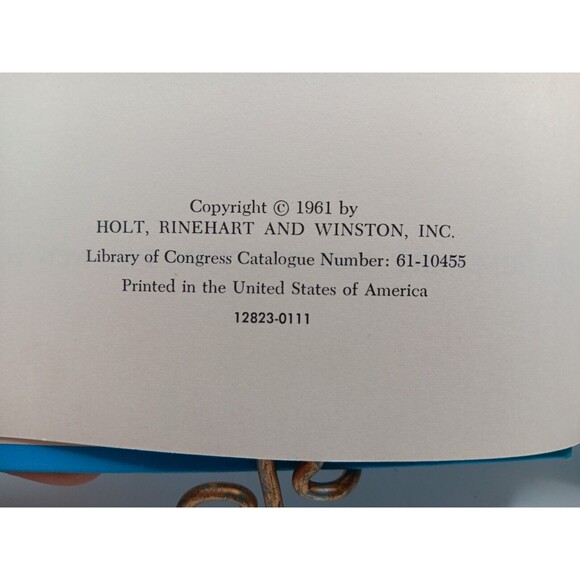 Copyright © 1961 by
HOLT, RINEHART AND WINSTON, INC.
Library of Congress Catalogue Number: 61-10455
Printed in the United States of America
12823-0111